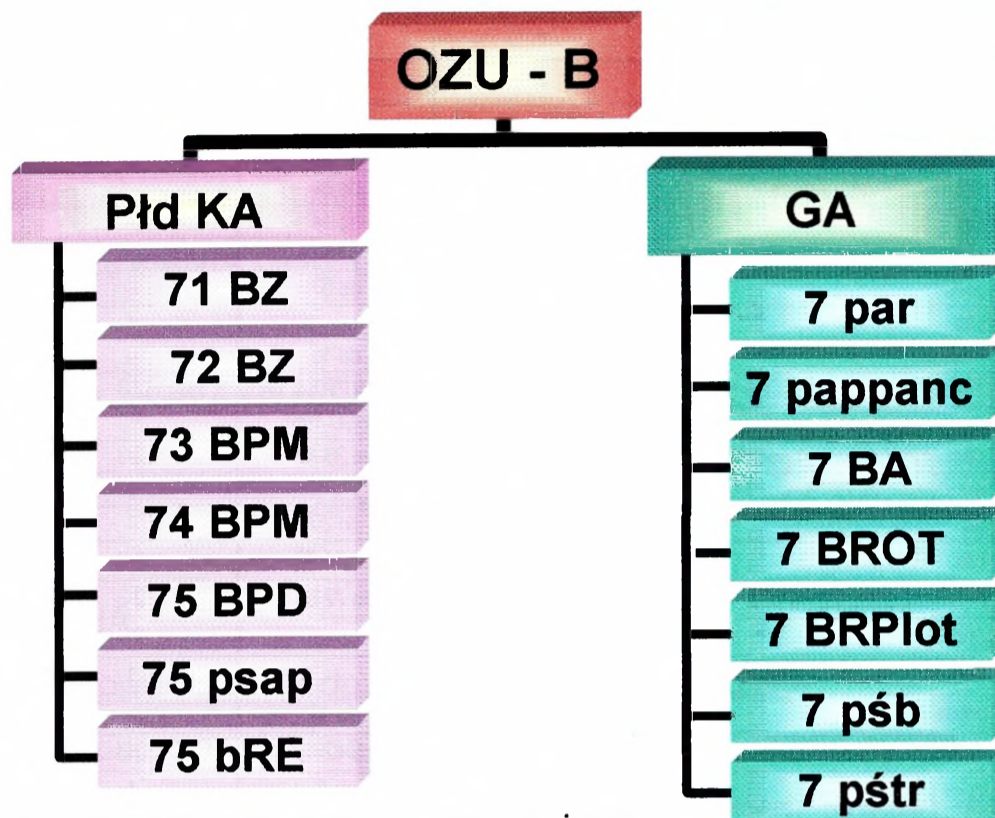 OZU - B
Płd KA
71 BZ
72 BZ
73 BPM
74 BPM
75 BPD
75 psap
75 bRE
GA
7 par
7 pappanc
7 BA
7 BROT
7 BRPlot
7 pśb
7 pśtr